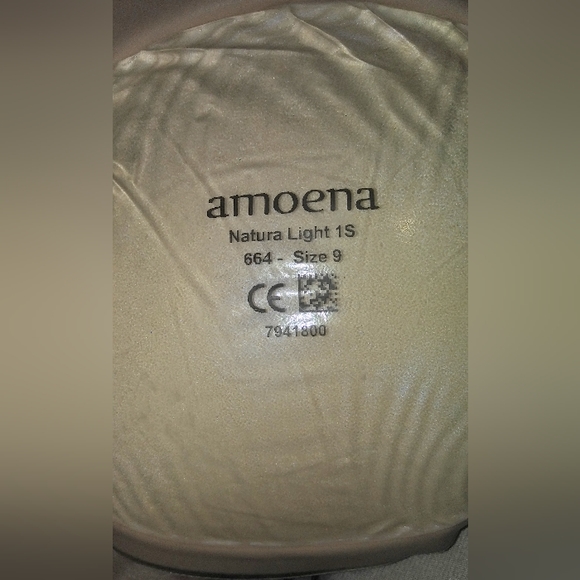 amoena
Natura Light 1S
664 - Size 9
CE
7941800